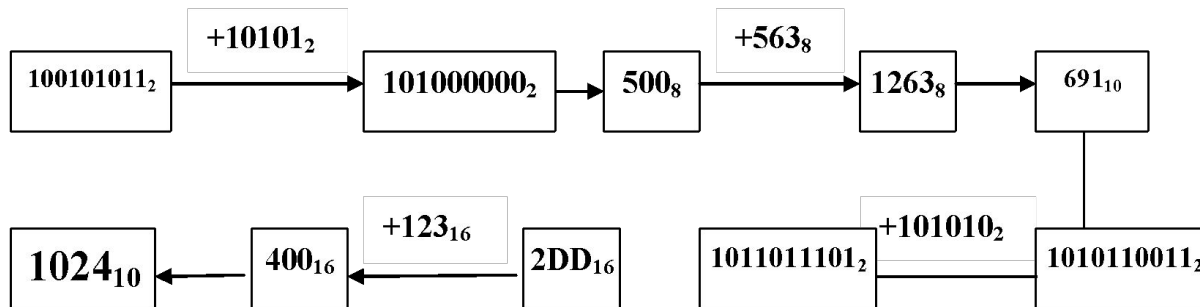 +10101₂ +563₈
100101011₂ 101000000₂ 500₈ 1263₈ 691₁₀
+123₁₆ +101010₂
1024₁₀ 400₁₆ 2DD₁₆ 1011011101₂ 1010110011₂